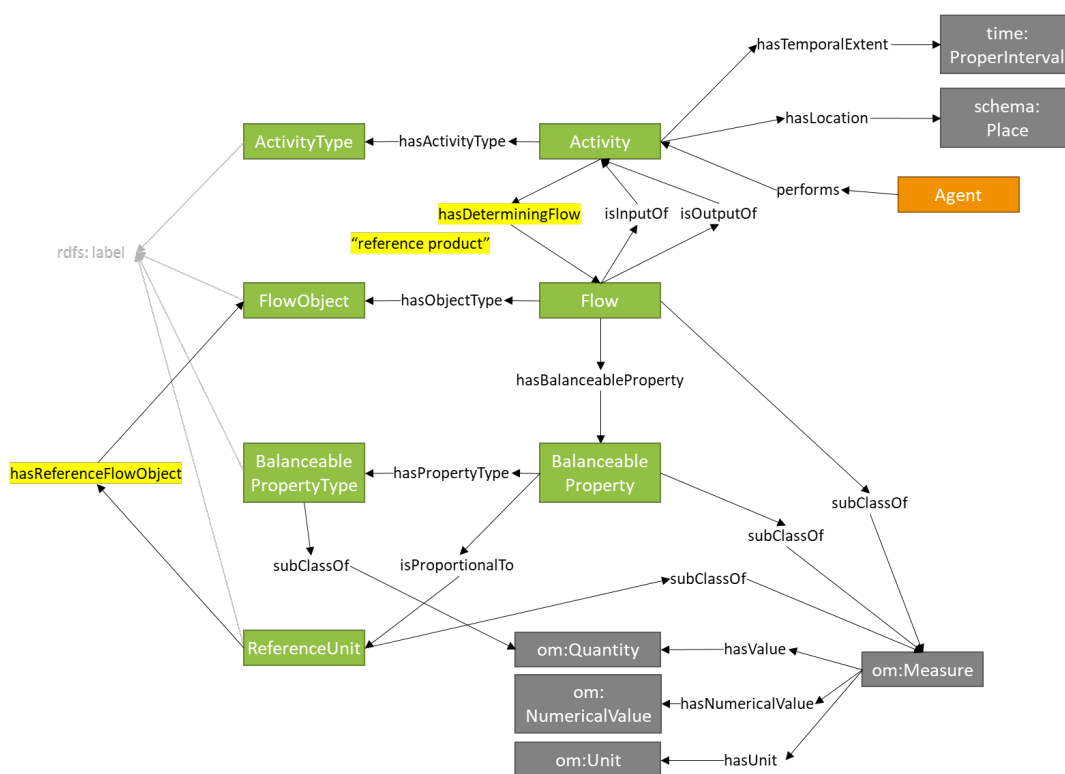 time:
ProperInterval
hasTemporalExtent
schema:
Place
hasLocation
ActivityType
hasActivityType
Activity
performs
Agent
hasDeterminingFlow
isInputOf
isOutputOf
"reference product"
rdfs: label
FlowObject
hasObjectType
Flow
hasBalanceableProperty
hasReferenceFlowObject
Balanceable
PropertyType
hasPropertyType
Balanceable
Property
subClassOf
subClassOf
subClassOf
isProportionalTo
subClassOf
ReferenceUnit
om:Quantity
hasValue
om:Measure
om:
NumericalValue
hasNumericalValue
om:Unit
hasUnit